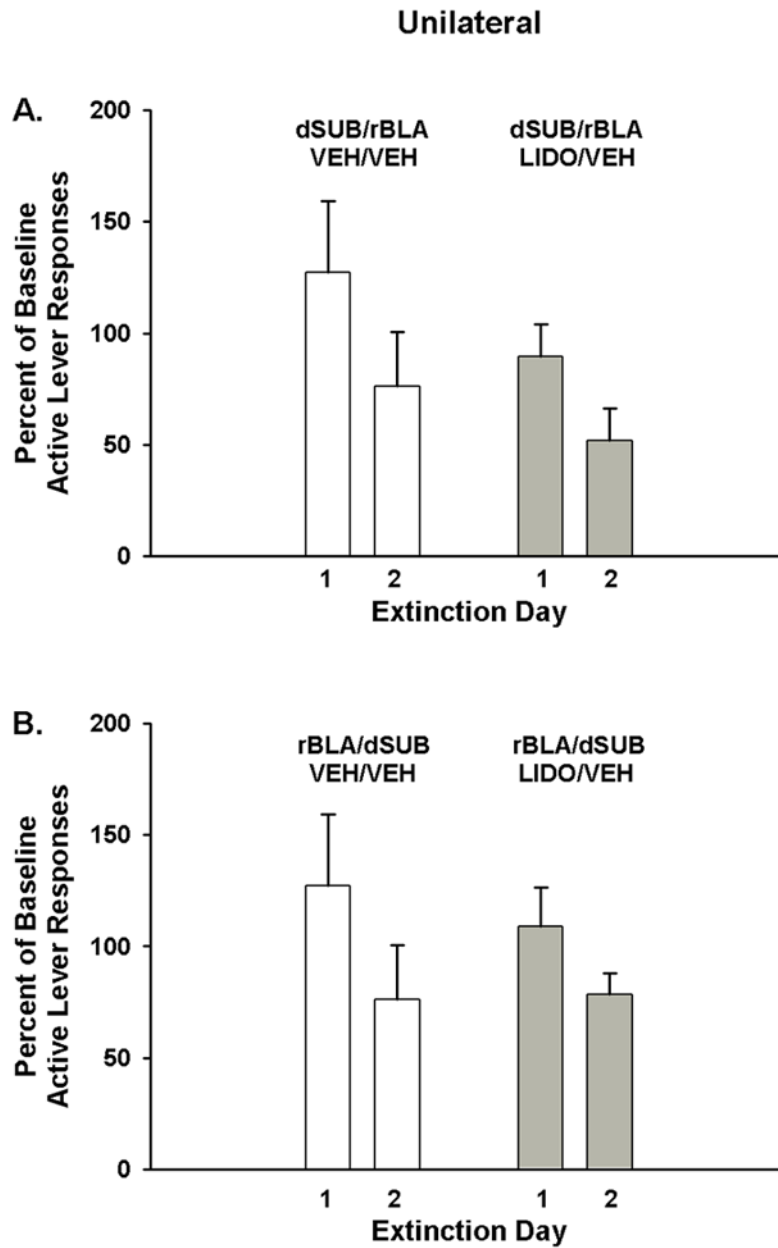 Unilateral
A.
200
150
100
50
0
Percent of Baseline
Active Lever Responses
dSUB/rBLA
VEH/VEH
dSUB/rBLA
LIDO/VEH
1 2 1 2
Extinction Day
B.
200
150
100
50
0
Percent of Baseline
Active Lever Responses
rBLA/dSUB
VEH/VEH
rBLA/dSUB
LIDO/VEH
1 2 1 2
Extinction Day